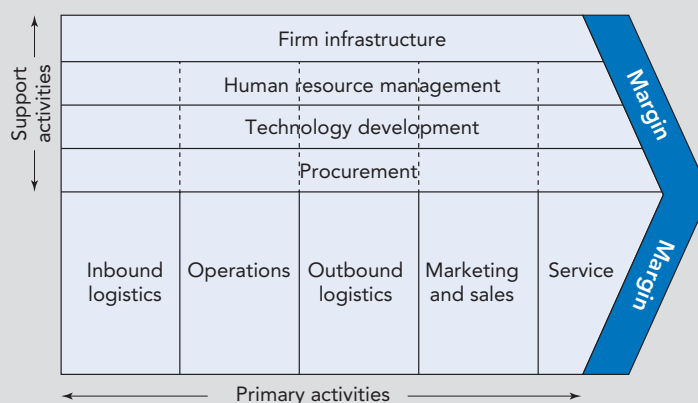 Support
activities
Firm infrastructure
Human resource management
Technology development
Procurement
Margin
Inbound
logistics
Operations
Outbound
logistics
Marketing
and sales
Service
Margin
Primary activities